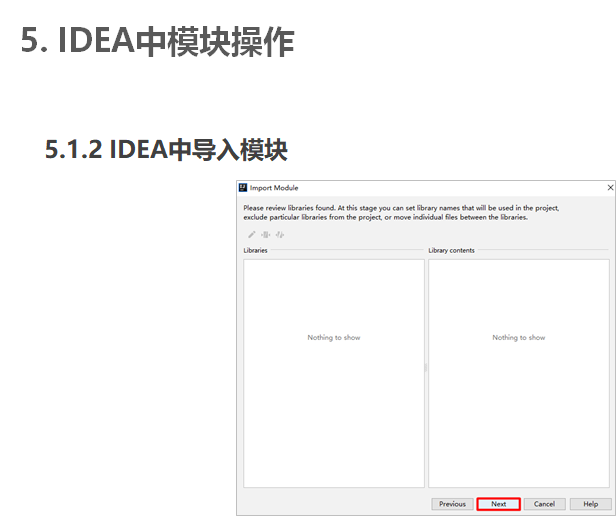 5. IDEA中模块操作
5.1.2 IDEA中导入模块
Import Module
Please review libraries found. At this stage you can set library names that will be used in the project,
exclude particular libraries from the project, or move individual files between the libraries.
Libraries
Library contents
Nothing to show
Nothing to show
Previous
Next
Cancel
Help